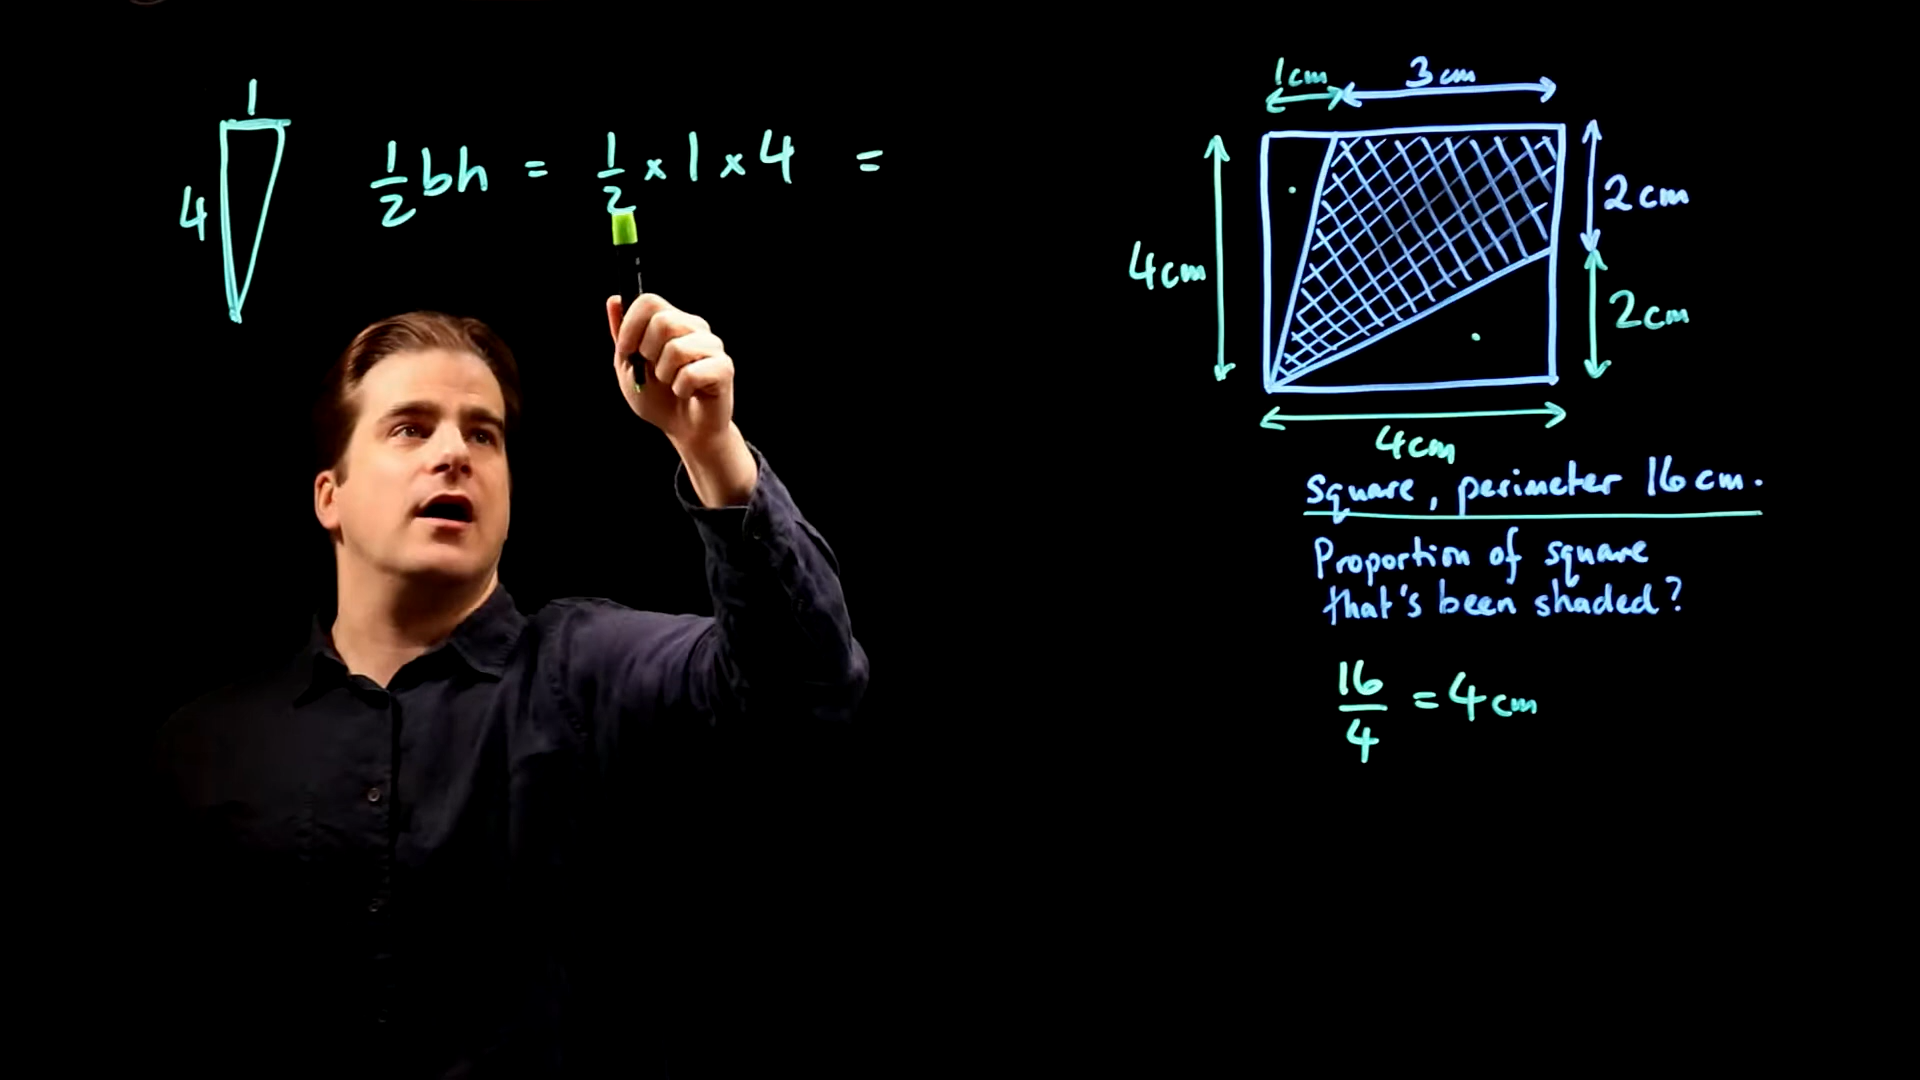 1
4
½bh = ½ × 1 × 4 =
1cm
3cm
4cm
2cm
2cm
4cm
square, perimeter 16cm.
Proportion of square
that's been shaded?
16/4 = 4cm